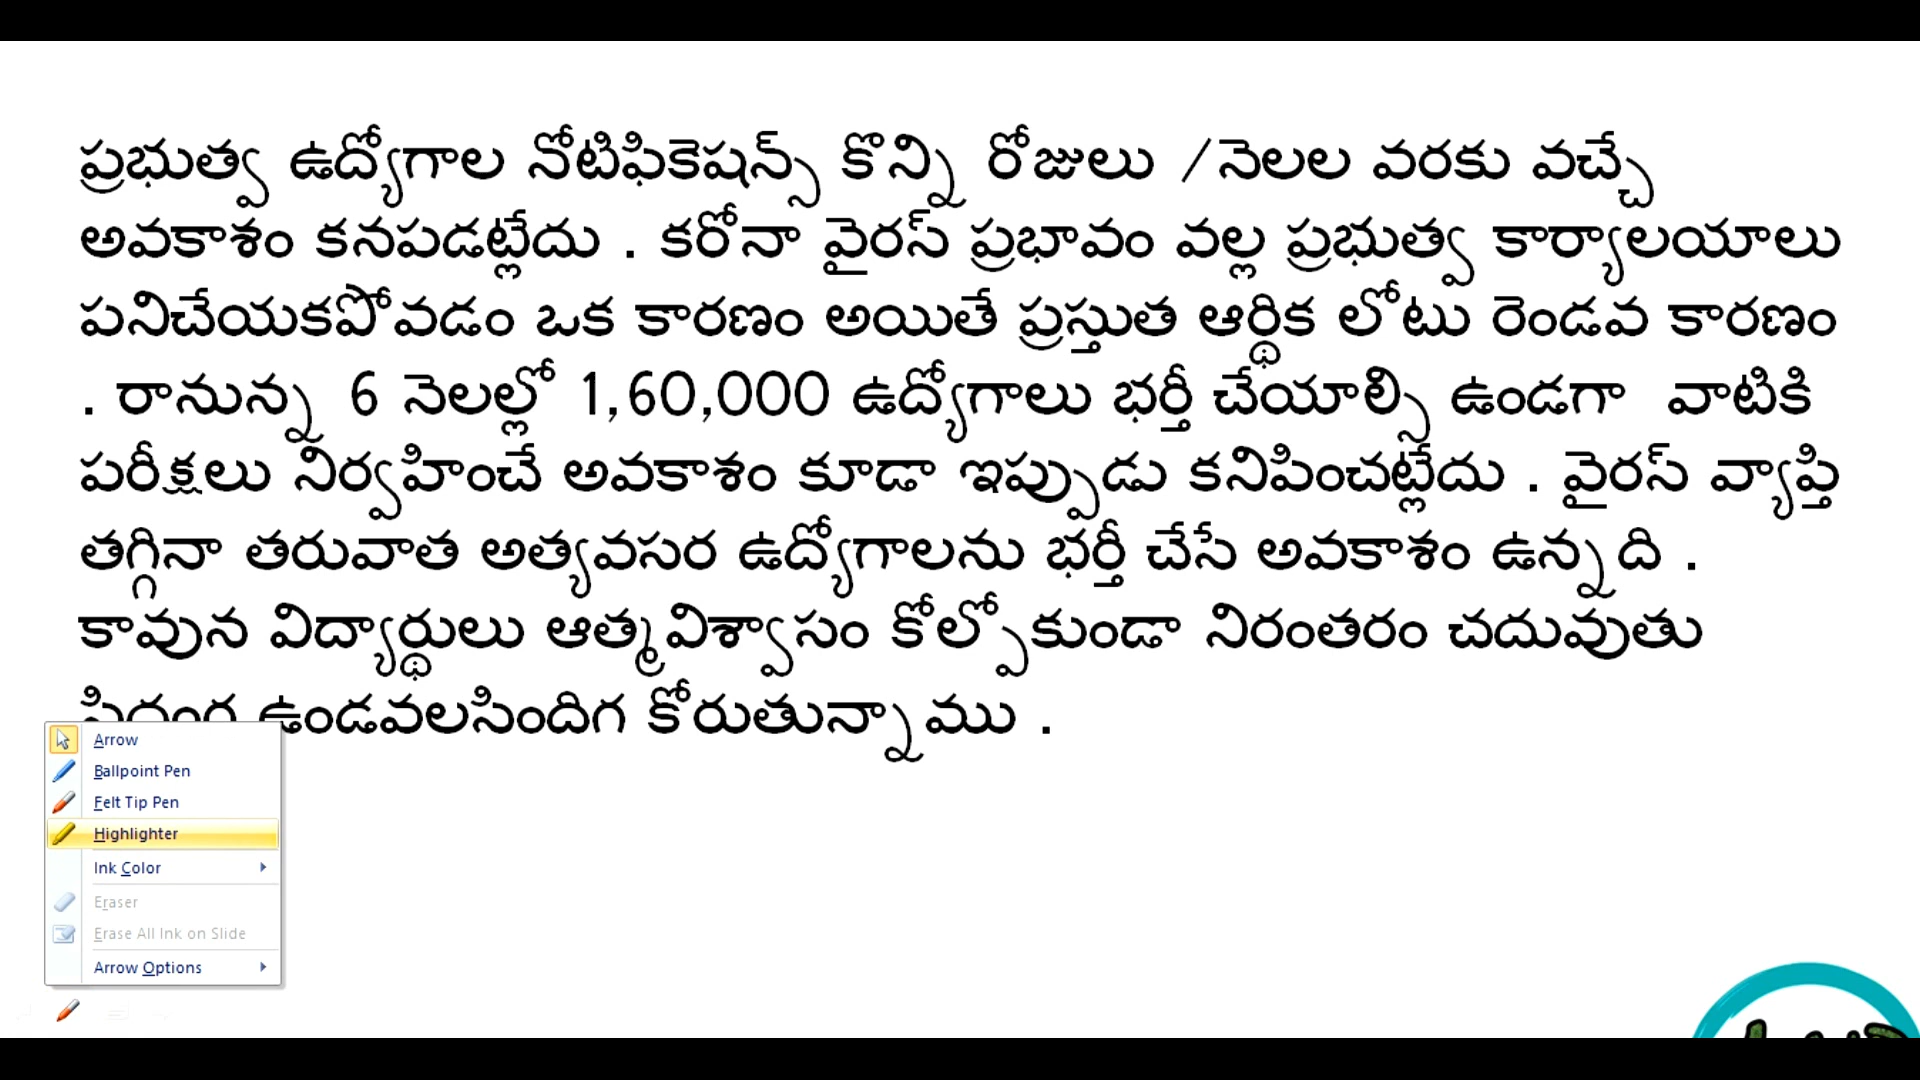 ప్రభుత్వ ఉద్యోగాల నోటిఫికెషన్స్ కొన్ని రోజులు /నెలల వరకు వచ్చే
అవకాశం కనపడట్లేదు . కరోనా వైరస్ ప్రభావం వల్ల ప్రభుత్వ కార్యాలయాలు
పనిచేయకపోవడం ఒక కారణం అయితే ప్రస్తుత ఆర్థిక లోటు రెండవ కారణం
. రానున్న 6 నెలల్లో 1,60,000 ఉద్యోగాలు భర్తీ చేయాల్సి ఉండగా వాటికి
పరీక్షలు నిర్వహించే అవకాశం కూడా ఇప్పుడు కనిపించట్లేదు . వైరస్ వ్యాప్తి
తగ్గినా తరువాత అత్యవసర ఉద్యోగాలను భర్తీ చేసే అవకాశం ఉన్నది .
కావున విద్యార్థులు ఆత్మవిశ్వాసం కోల్పోకుండా నిరంతరం చదువుతు
ఉండవలసిందిగ కోరుతున్నాము .
Arrow
Ballpoint Pen
Felt Tip Pen
Highlighter
Ink Color
Eraser
Erase All Ink on Slide
Arrow Options